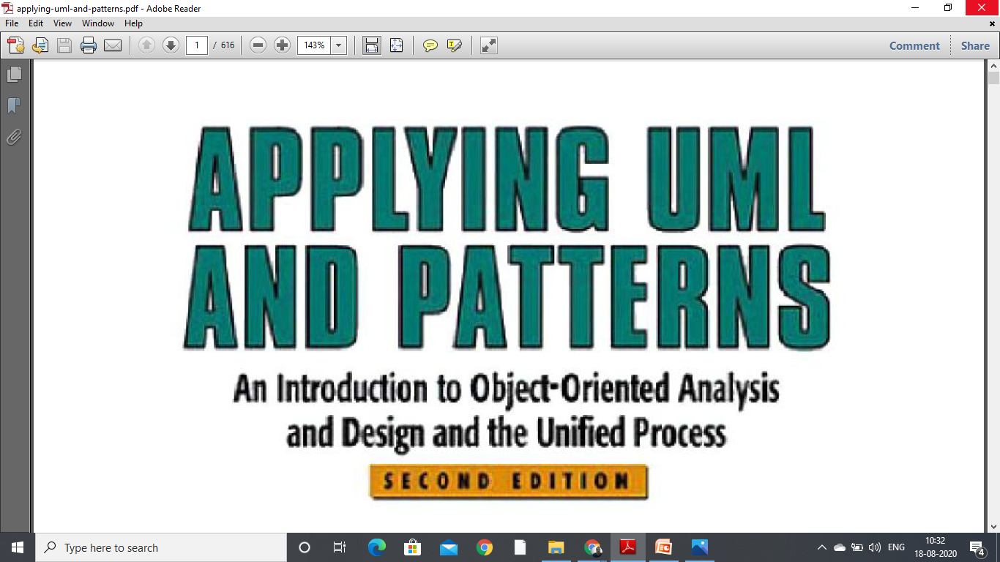 applying-uml-and-patterns.pdf - Adobe Reader
File Edit View Window Help
1 / 616 143% Comment Share
APPLYING UML
AND PATTERNS
An Introduction to Object-Oriented Analysis
and Design and the Unified Process
SECOND EDITION
Type here to search
ENG
10:32
18-08-2020
4